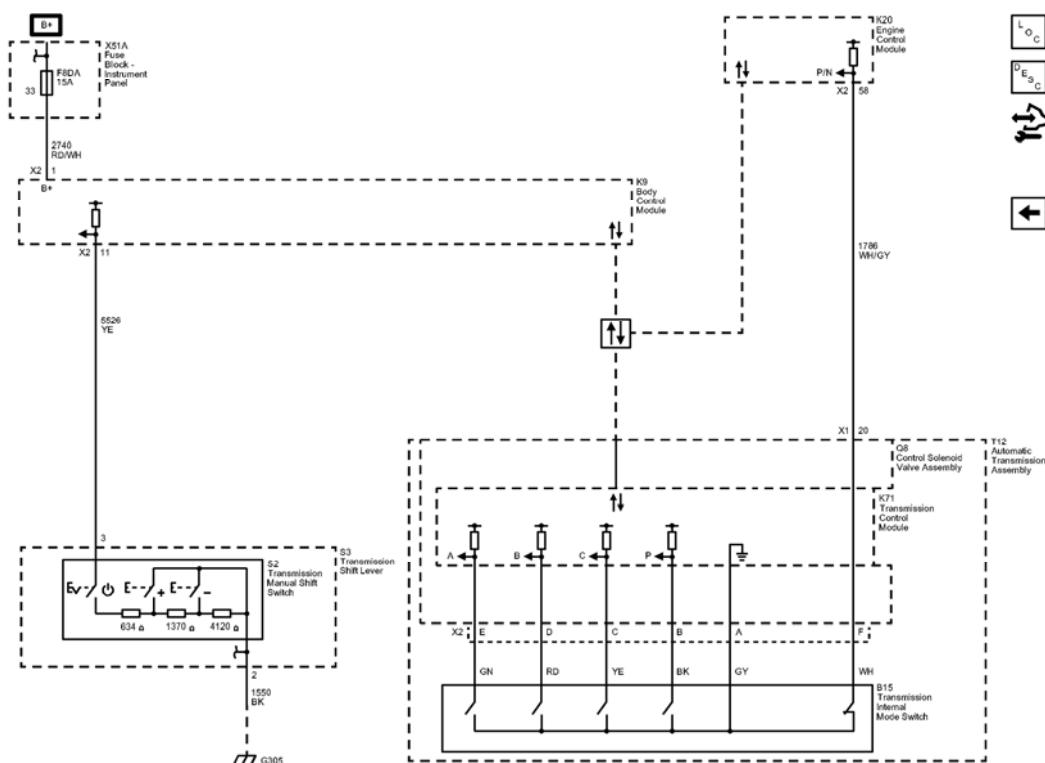 B+
X51A
Fuse
Block -
Instrument
Panel
F8DA
15A
33
2740
RD/WH
X2 1
B+
K9
Body
Control
Module
X2 11
5526
YE
K20
Engine
Control
Module
P/N
X2 58
L O C
D E S C
1786
WH/GY
X1 20
Q8
Control Solenoid
Valve Assembly
T12
Automatic
Transmission
Assembly
K71
Transmission
Control
Module
A B C P
X2 E D C B A F
GN RD YE BK GY WH
B15
Transmission
Internal
Mode Switch
3
S3
Transmission
Shift Lever
S2
Transmission
Manual Shift
Switch
E E + E -
634 Ω 1370 Ω 4120 Ω
2
1550
BK
G305